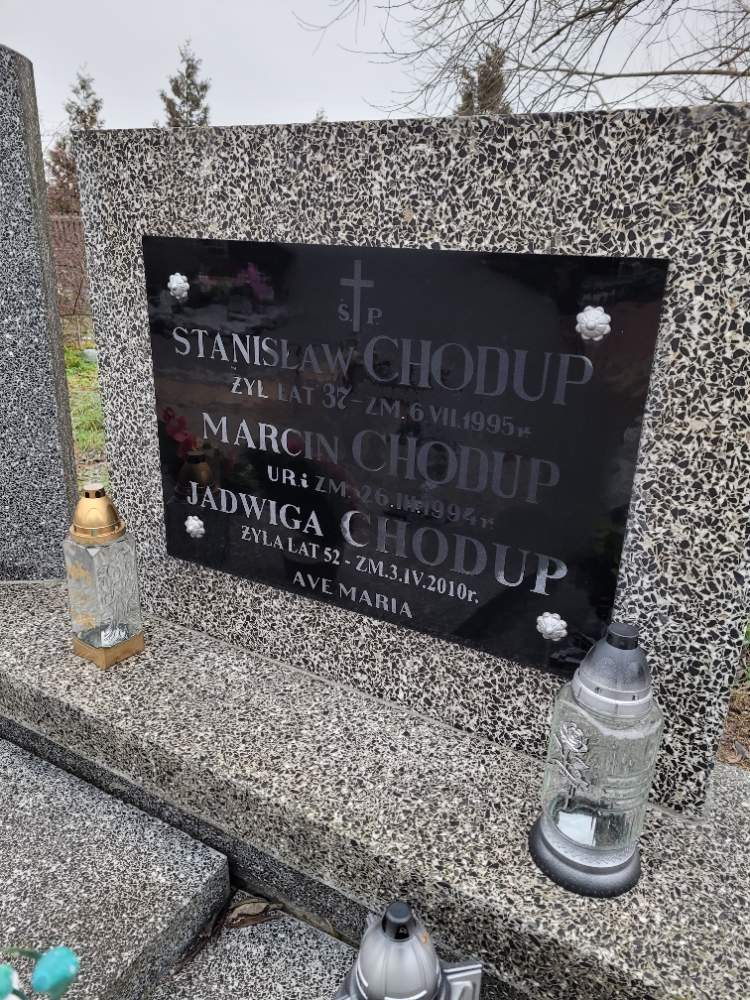 Ś. P.
STANISŁAW CHODUP
ŻYŁ LAT 37 - ZM. 6 VII.1995 r.
MARCIN CHODUP
UR. i ZM. 26.III.1994 r.
JADWIGA CHODUP
ŻYŁA LAT 52 - ZM.3.IV.2010r.
AVE MARIA